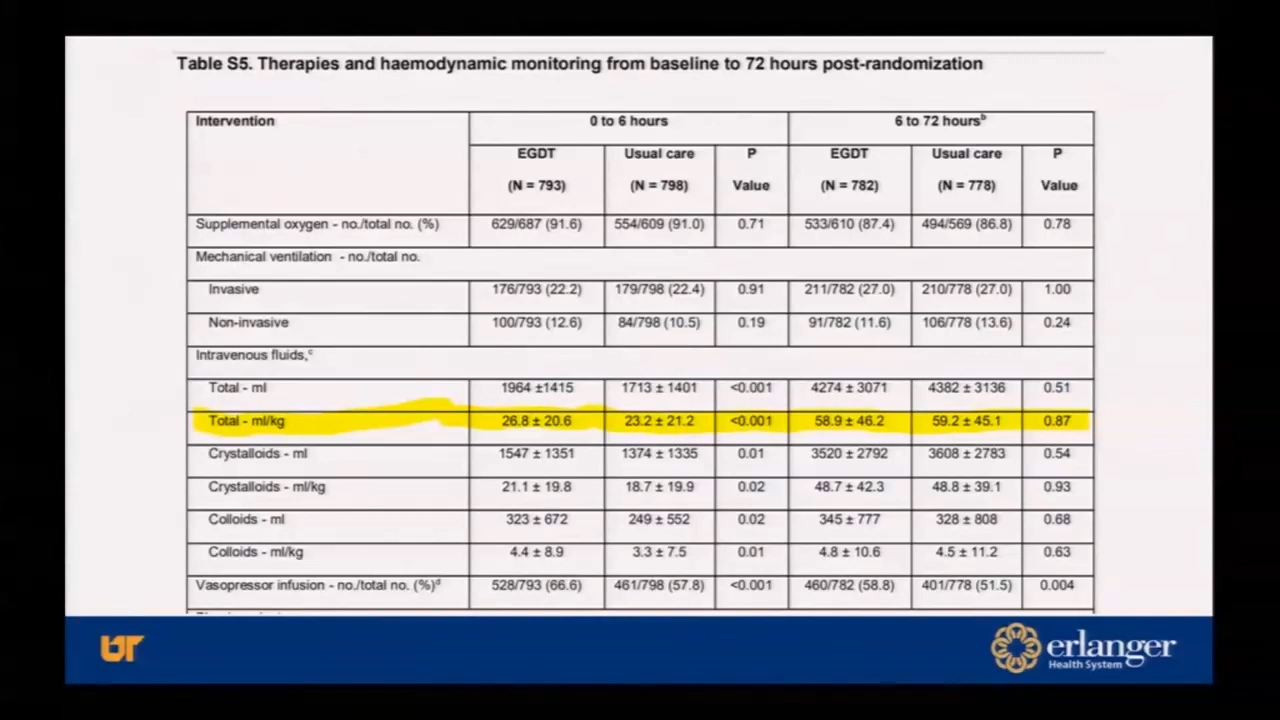 Table S5. Therapies and haemodynamic monitoring from baseline to 72 hours post-randomization
Intervention 0 to 6 hours 6 to 72 hoursᵇ
EGDT Usual care P EGDT Usual care P
(N = 793) (N = 798) Value (N = 782) (N = 778) Value
Supplemental oxygen - no./total no. (%) 629/687 (91.6) 554/609 (91.0) 0.71 533/610 (87.4) 494/569 (86.8) 0.78
Mechanical ventilation - no./total no.
Invasive 176/793 (22.2) 179/798 (22.4) 0.91 211/782 (27.0) 210/778 (27.0) 1.00
Non-invasive 100/793 (12.6) 84/798 (10.5) 0.19 91/782 (11.6) 106/778 (13.6) 0.24
Intravenous fluids,ᶜ
Total - ml 1964 ±1415 1713 ± 1401 <0.001 4274 ± 3071 4382 ± 3136 0.51
Total - ml/kg 26.8 ± 20.6 23.2 ± 21.2 <0.001 58.9 ± 46.2 59.2 ± 45.1 0.87
Crystalloids - ml 1547 ± 1351 1374 ± 1335 0.01 3520 ± 2792 3608 ± 2783 0.54
Crystalloids - ml/kg 21.1 ± 19.8 18.7 ± 19.9 0.02 48.7 ± 42.3 48.8 ± 39.1 0.93
Colloids - ml 323 ± 672 249 ± 552 0.02 345 ± 777 328 ± 808 0.68
Colloids - ml/kg 4.4 ± 8.9 3.3 ± 7.5 0.01 4.8 ± 10.6 4.5 ± 11.2 0.63
Vasopressor infusion - no./total no. (%)ᵈ 528/793 (66.6) 461/798 (57.8) <0.001 460/782 (58.8) 401/778 (51.5) 0.004
UT erlanger
Health System